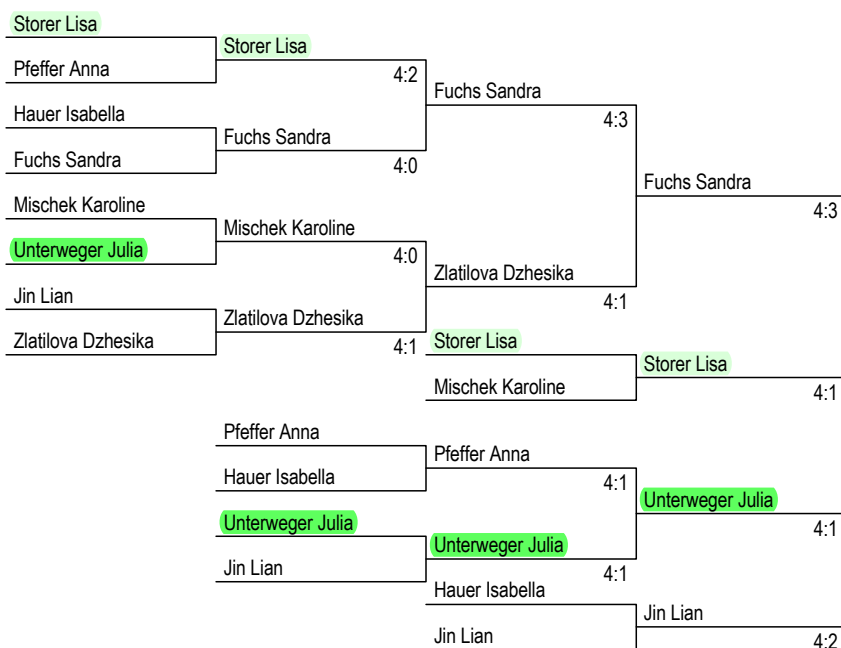 Storer Lisa
Storer Lisa
Pfeffer Anna
4:2
Fuchs Sandra
Hauer Isabella
4:3
Fuchs Sandra
Fuchs Sandra
4:0
Fuchs Sandra
Mischek Karoline
4:3
Mischek Karoline
Unterweger Julia
4:0
Zlatilova Dzhesika
Jin Lian
4:1
Zlatilova Dzhesika
Zlatilova Dzhesika
4:1
Storer Lisa
Storer Lisa
Mischek Karoline
4:1
Pfeffer Anna
Pfeffer Anna
Hauer Isabella
4:1
Unterweger Julia
Unterweger Julia
4:1
Unterweger Julia
Jin Lian
4:1
Hauer Isabella
Jin Lian
Jin Lian
4:2